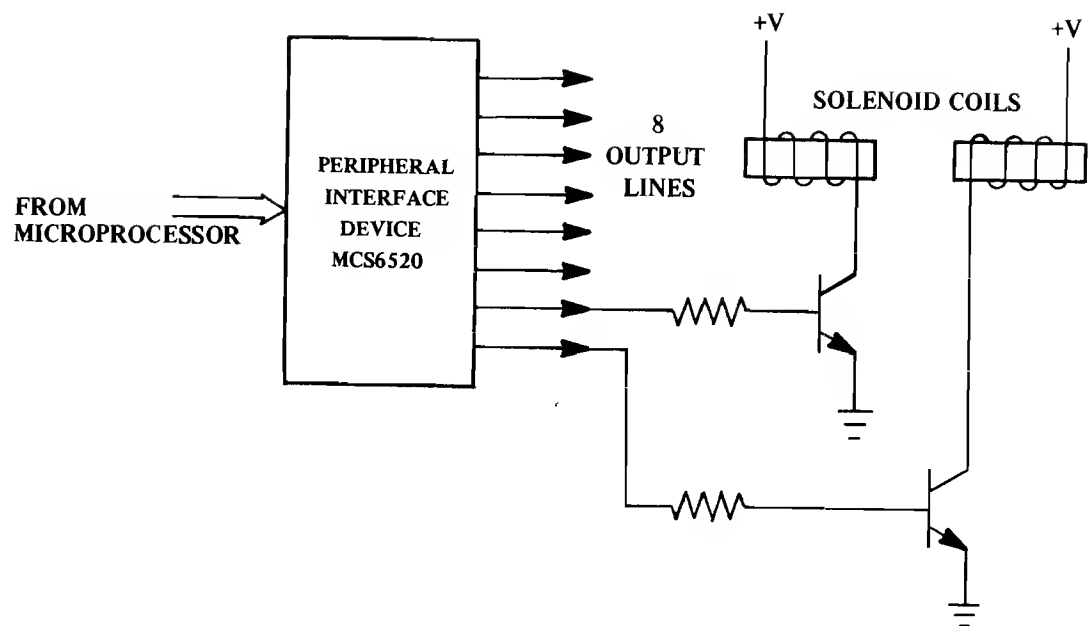 +V
+V
SOLENOID COILS
8
OUTPUT
LINES
PERIPHERAL
INTERFACE
DEVICE
MCS6520
FROM
MICROPROCESSOR